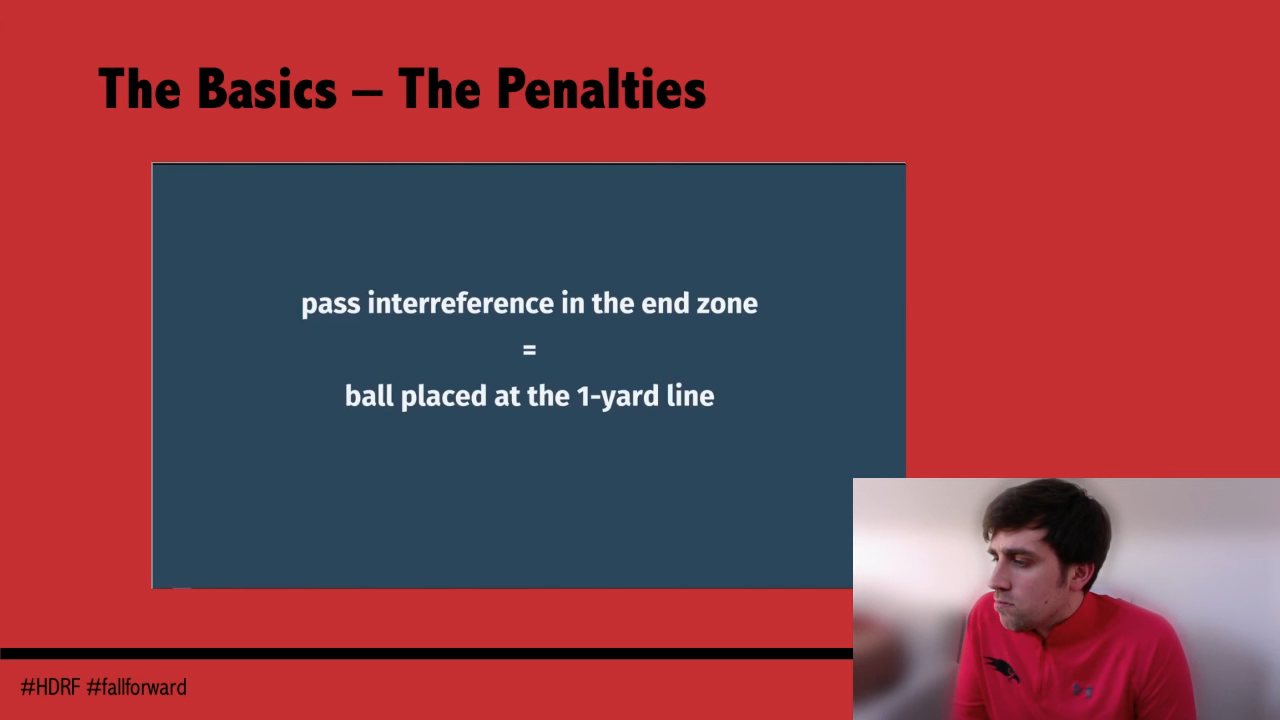 The Basics – The Penalties
pass interreference in the end zone
=
ball placed at the 1-yard line
#HDRF #fallforward